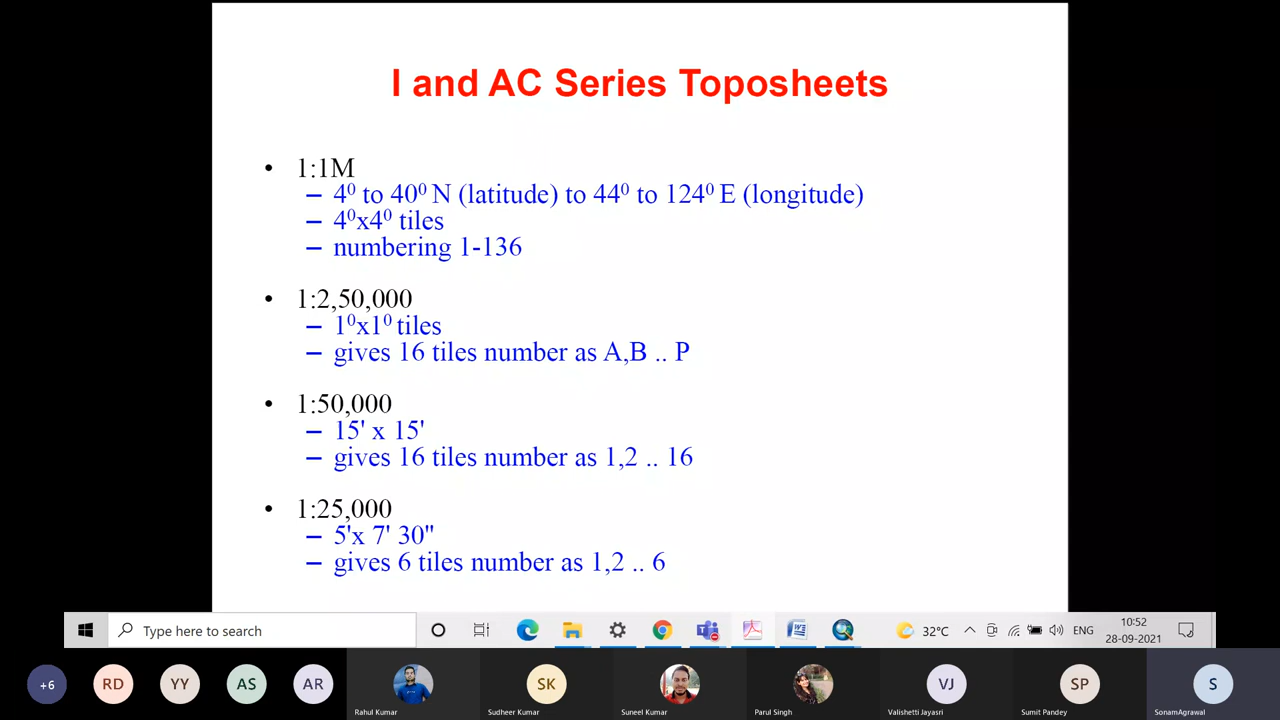 I and AC Series Toposheets
• 1:1M
– 4⁰ to 40⁰ N (latitude) to 44⁰ to 124⁰ E (longitude)
– 4⁰x4⁰ tiles
– numbering 1-136
• 1:2,50,000
– 1⁰x1⁰ tiles
– gives 16 tiles number as A,B .. P
• 1:50,000
– 15' x 15'
– gives 16 tiles number as 1,2 .. 16
• 1:25,000
– 5'x 7' 30"
– gives 6 tiles number as 1,2 .. 6
Type here to search
32°C
ENG
10:52
28-09-2021
+6
RD
YY
AS
AR
SK
VJ
SP
S
Rahul Kumar
Sudheer Kumar
Suneel Kumar
Parul Singh
Valishetti Jayasri
Sumit Pandey
SonamAgrawal